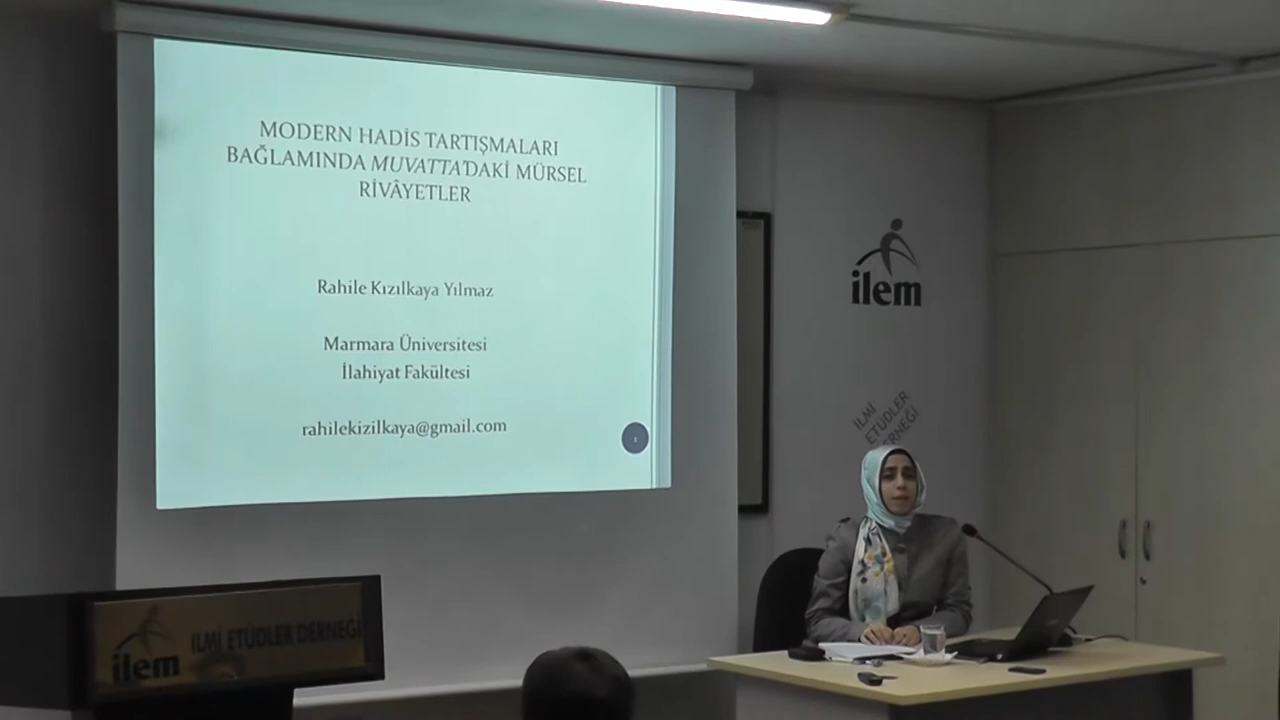 MODERN HADİS TARTIŞMALARI
BAĞLAMINDA MUVATTA'DAKİ MÜRSEL
RİVÂYETLER
Rahile Kızılkaya Yılmaz
Marmara Üniversitesi
İlahiyat Fakültesi
rahilekizilkaya@gmail.com
1
ilem
İLMİ
ETÜDLER
DERNEĞİ
ilem
İLMİ ETÜDLER DERNEĞİ